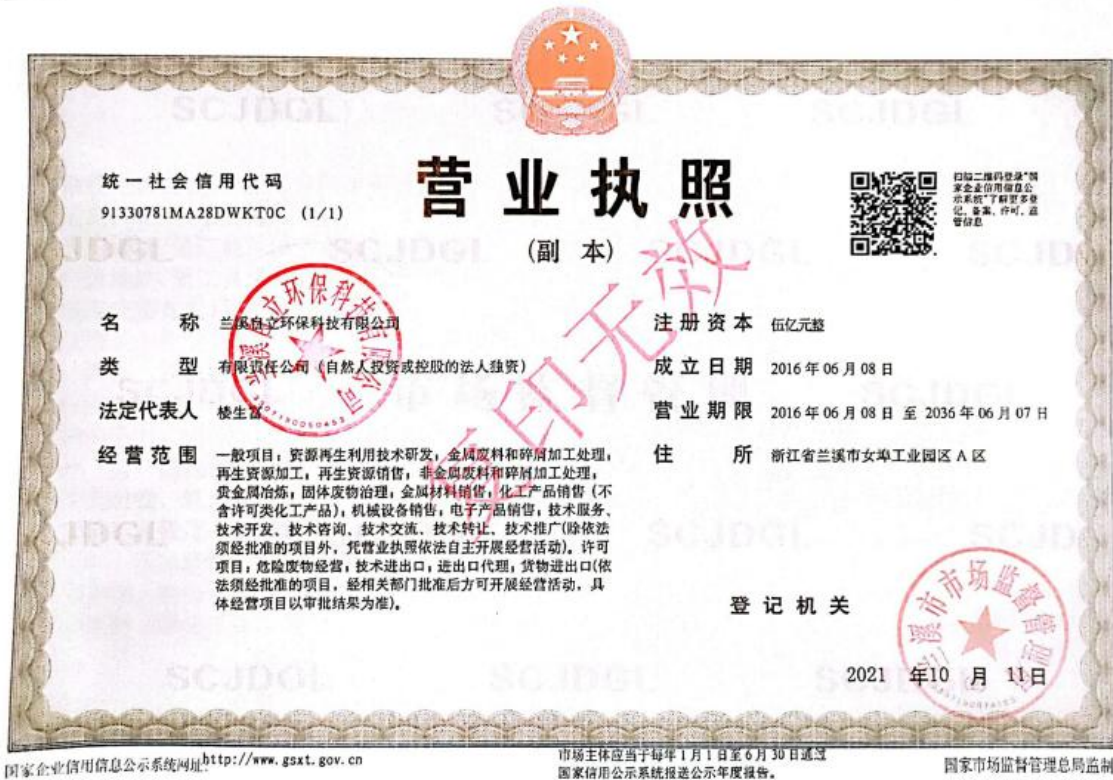 统一社会信用代码
91330781MA28DWKT0C (1/1)
营业执照
(副 本)
扫描二维码登录"国
家企业信用信息公
示系统"了解更多登
记、备案、许可、监
管信息
名 称 兰溪自立环保科技有限公司
类 型 有限责任公司(自然人投资或控股的法人独资)
法定代表人 楼生富
经营范围 一般项目:资源再生利用技术研发;金属废料和碎屑加工处理;
再生资源加工;再生资源销售;非金属废料和碎屑加工处理;
贵金属冶炼;固体废物治理;金属材料销售;化工产品销售(不
含许可类化工产品);机械设备销售;电子产品销售;技术服务、
技术开发、技术咨询、技术交流、技术转让、技术推广(除依法
须经批准的项目外,凭营业执照依法自主开展经营活动)。许可
项目:危险废物经营;技术进出口;进出口代理;货物进出口(依
法须经批准的项目,经相关部门批准后方可开展经营活动,具
体经营项目以审批结果为准)。
注册资本 伍亿元整
成立日期 2016年06月08日
营业期限 2016年06月08日 至 2036年06月07日
住 所 浙江省兰溪市女埠工业园区A区
复印无效
登记机关
2021 年10 月 11日
国家企业信用信息公示系统网址:http://www.gsxt.gov.cn
市场主体应当于每年1月1日至6月30日通过
国家信用公示系统报送公示年度报告。
国家市场监督管理总局监制